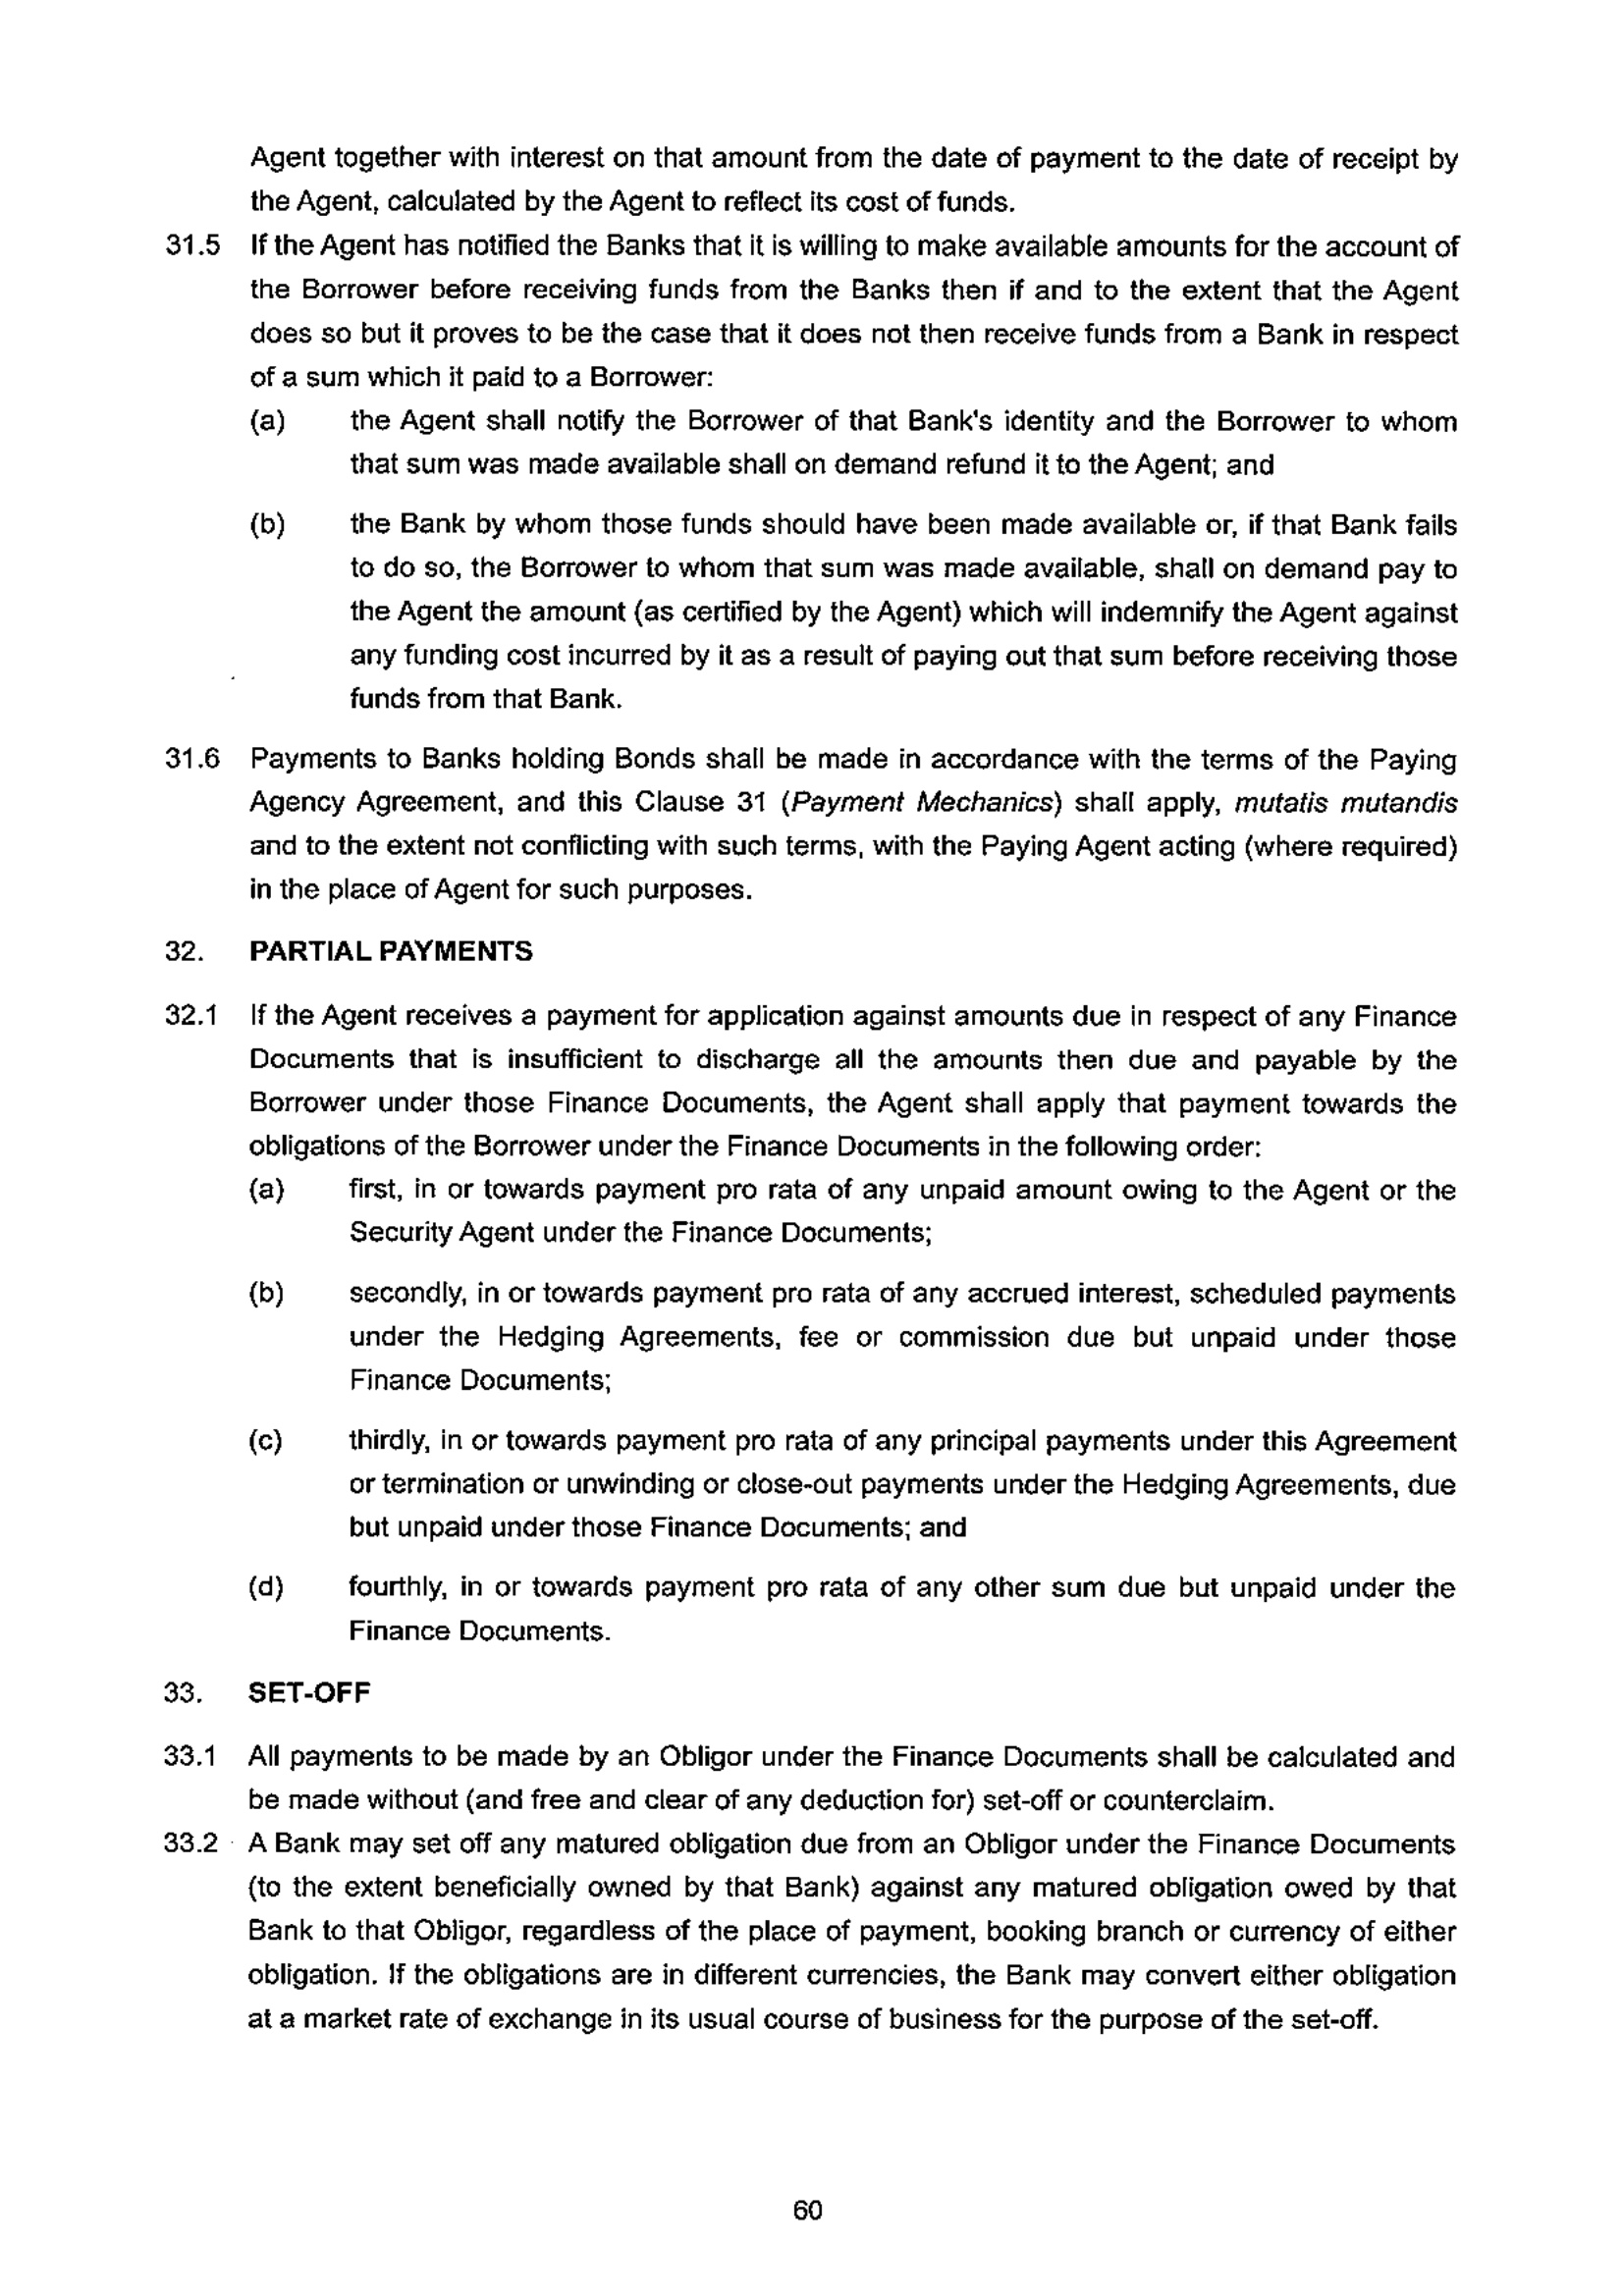 Agent together with interest on that amount from the date of payment to the date of receipt by
the Agent, calculated by the Agent to reflect its cost of funds.
31.5 If the Agent has notified the Banks that it is willing to make available amounts for the account of
the Borrower before receiving funds from the Banks then if and to the extent that the Agent
does so but it proves to be the case that it does not then receive funds from a Bank in respect
of a sum which it paid to a Borrower:
(a) the Agent shall notify the Borrower of that Bank's identity and the Borrower to whom
that sum was made available shall on demand refund it to the Agent; and
(b) the Bank by whom those funds should have been made available or, if that Bank fails
to do so, the Borrower to whom that sum was made available, shall on demand pay to
the Agent the amount (as certified by the Agent) which will indemnify the Agent against
any funding cost incurred by it as a result of paying out that sum before receiving those
funds from that Bank.
31.6 Payments to Banks holding Bonds shall be made in accordance with the terms of the Paying
Agency Agreement, and this Clause 31 (Payment Mechanics) shall apply, mutatis mutandis
and to the extent not conflicting with such terms, with the Paying Agent acting (where required)
in the place of Agent for such purposes.
32. PARTIAL PAYMENTS
32.1 If the Agent receives a payment for application against amounts due in respect of any Finance
Documents that is insufficient to discharge all the amounts then due and payable by the
Borrower under those Finance Documents, the Agent shall apply that payment towards the
obligations of the Borrower under the Finance Documents in the following order:
(a) first, in or towards payment pro rata of any unpaid amount owing to the Agent or the
Security Agent under the Finance Documents;
(b) secondly, in or towards payment pro rata of any accrued interest, scheduled payments
under the Hedging Agreements, fee or commission due but unpaid under those
Finance Documents;
(c) thirdly, in or towards payment pro rata of any principal payments under this Agreement
or termination or unwinding or close-out payments under the Hedging Agreements, due
but unpaid under those Finance Documents; and
(d) fourthly, in or towards payment pro rata of any other sum due but unpaid under the
Finance Documents.
33. SET-OFF
33.1 All payments to be made by an Obligor under the Finance Documents shall be calculated and
be made without (and free and clear of any deduction for) set-off or counterclaim.
33.2 A Bank may set off any matured obligation due from an Obligor under the Finance Documents
(to the extent beneficially owned by that Bank) against any matured obligation owed by that
Bank to that Obligor, regardless of the place of payment, booking branch or currency of either
obligation. If the obligations are in different currencies, the Bank may convert either obligation
at a market rate of exchange in its usual course of business for the purpose of the set-off.
60